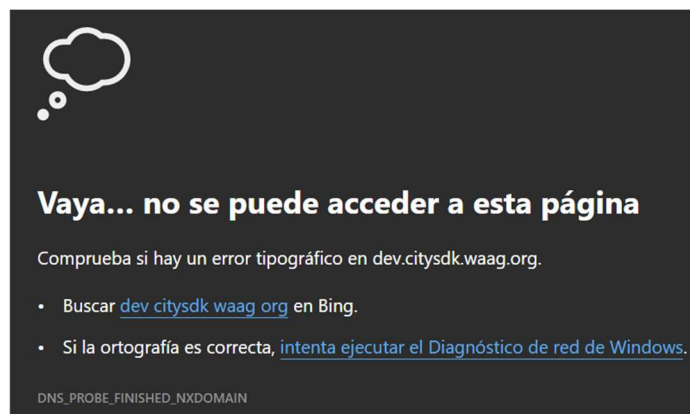 Vaya... no se puede acceder a esta página
Comprueba si hay un error tipográfico en dev.citysdk.waag.org.
• Buscar dev citysdk waag org en Bing.
• Si la ortografía es correcta, intenta ejecutar el Diagnóstico de red de Windows.
DNS_PROBE_FINISHED_NXDOMAIN